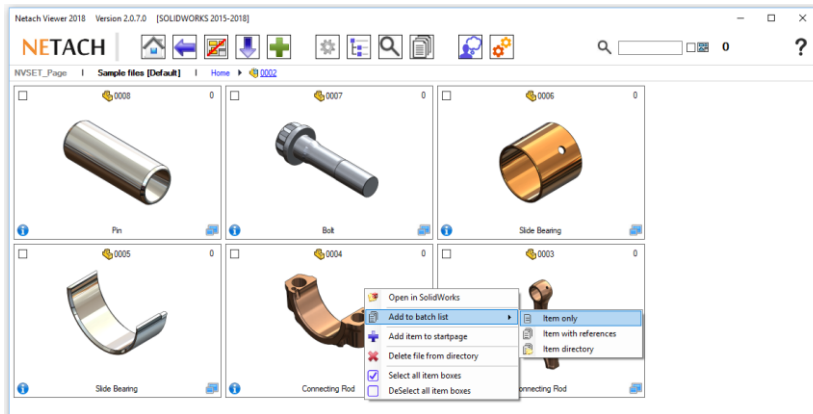 Netach Viewer 2018 Version 2.0.7.0 [SOLIDWORKS 2015-2018]
NETACH
0
?
NVSET_Page | Sample files [Default] | Home 0002
0008 0
0007 0
0006 0
Pin
Bolt
Slide Bearing
0005 0
0004 0
0003 0
Open in SolidWorks
Add to batch list
Item only
Add item to startpage
Item with references
Delete file from directory
Item directory
Select all item boxes
DeSelect all item boxes
Slide Bearing
Connecting Rod
onnecting Rod